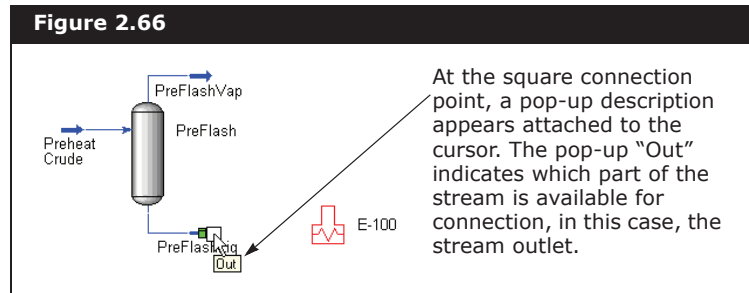 Figure 2.66
PreFlashVap
PreFlash
Preheat
Crude
E-100
Out
At the square connection
point, a pop-up description
appears attached to the
cursor. The pop-up “Out”
indicates which part of the
stream is available for
connection, in this case, the
stream outlet.